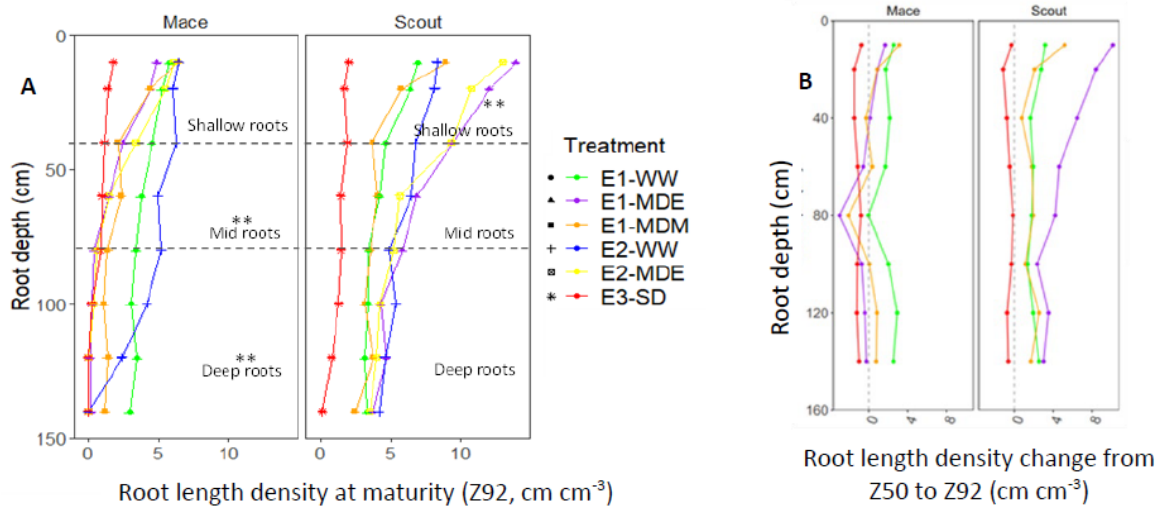 Mace
Scout
A
0
50
100
150
Root depth (cm)
Shallow roots
**
Mid roots
**
Deep roots
**
Shallow roots
Mid roots
Deep roots
0
5
10
0
5
10
Root length density at maturity (Z92, cm cm⁻³)
Treatment
E1-WW
E1-MDE
E1-MDM
E2-WW
E2-MDE
E3-SD
Mace
Scout
B
0
40
80
120
160
Root depth (cm)
0
4
8
0
4
8
Root length density change from
Z50 to Z92 (cm cm⁻³)